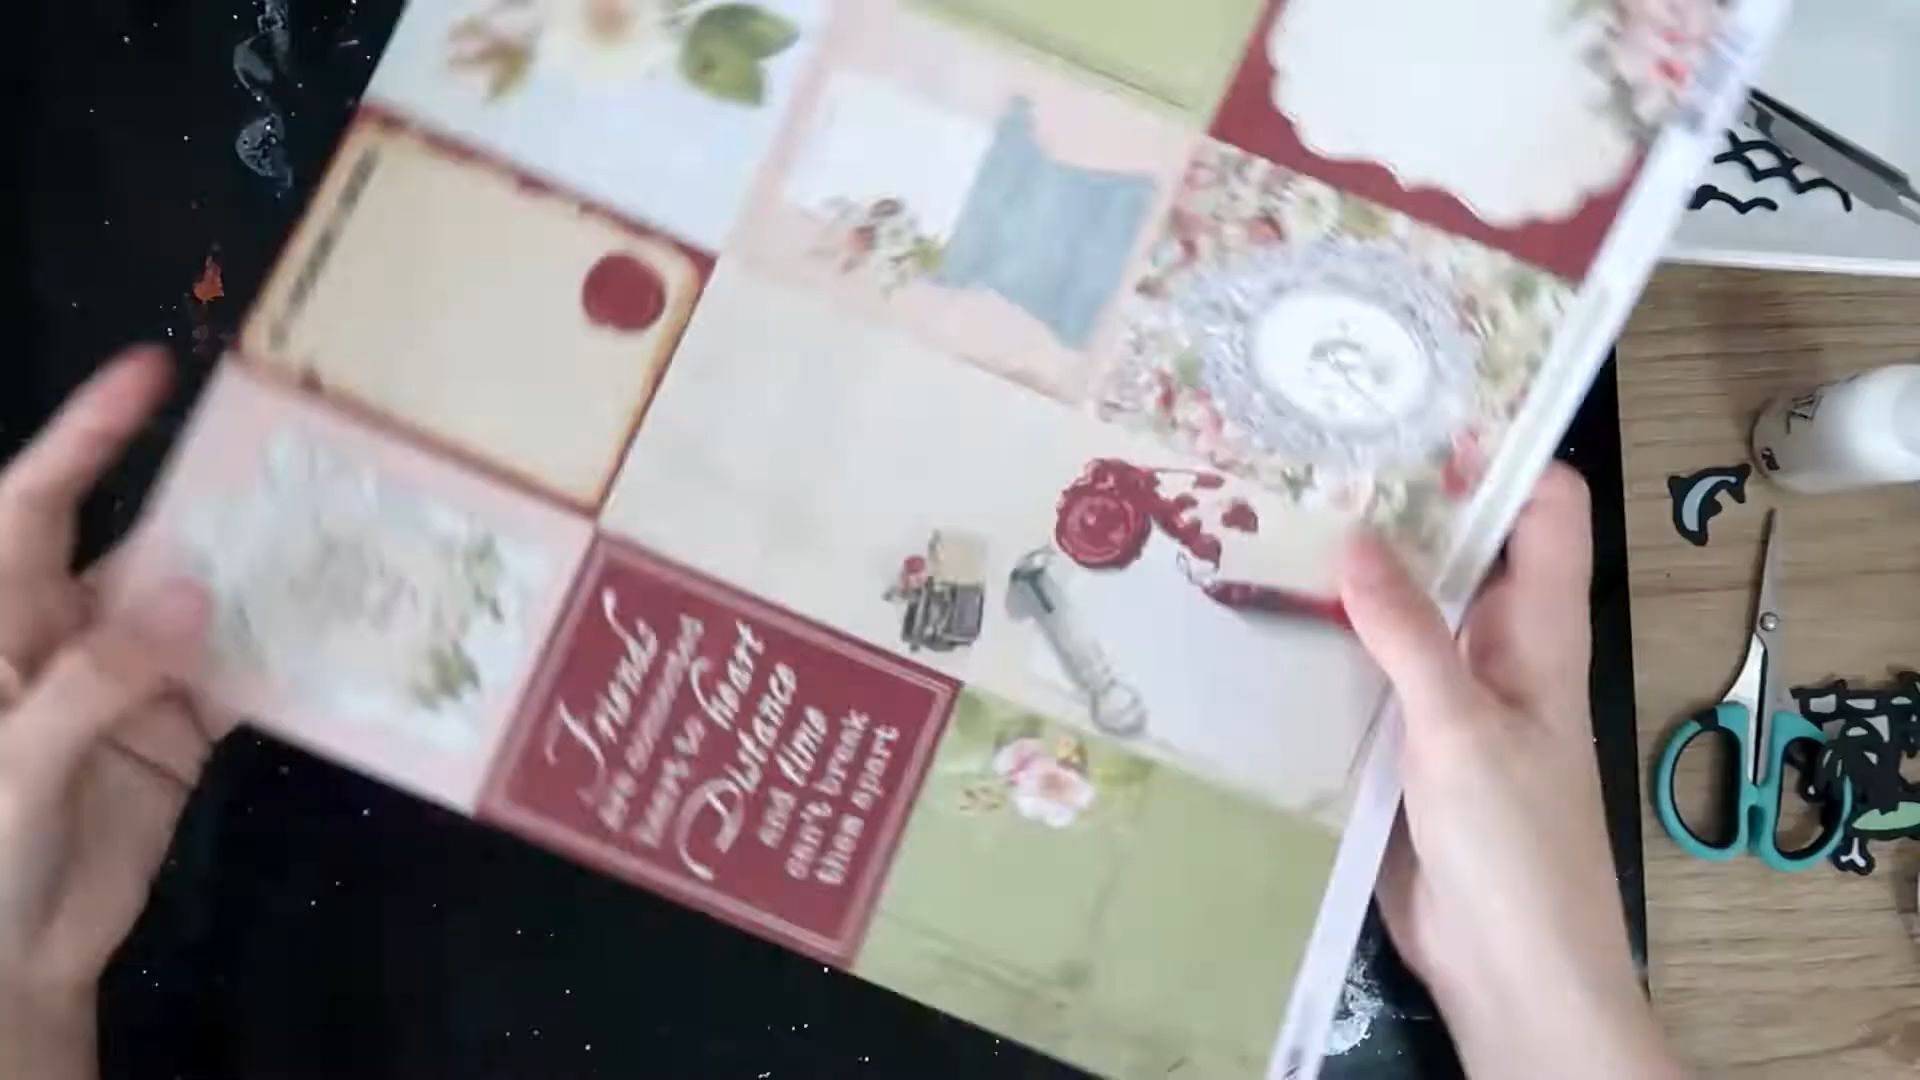 Friends
are connected
heart to heart
Distance
and time
can't break
them apart